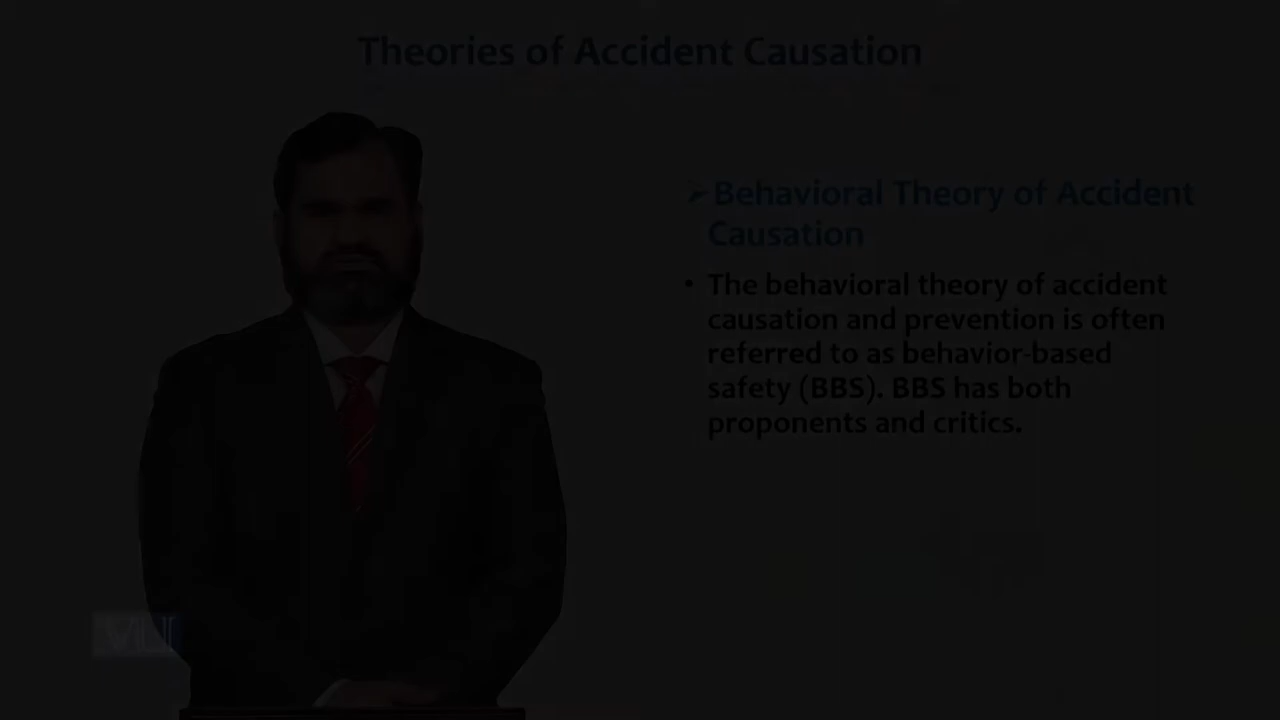 Theories of Accident Causation
➢Behavioral Theory of Accident
Causation
• The behavioral theory of accident
causation and prevention is often
referred to as behavior-based
safety (BBS). BBS has both
proponents and critics.
VU